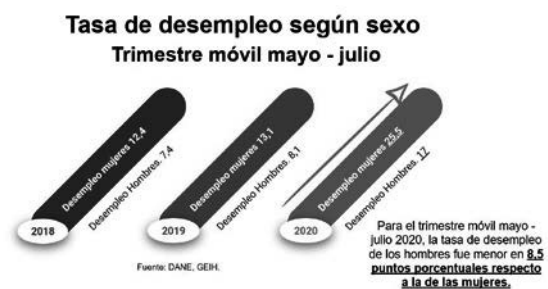 Tasa de desempleo según sexo
Trimestre móvil mayo - julio
Desempleo mujeres 12,4
Desempleo Hombres. 7,4
2018
Desempleo mujeres 13,1
Desempleo Hombres. 8,1
2019
Desempleo mujeres 25,5
Desempleo Hombres. 17
2020
Fuente: DANE, GEIH.
Para el trimestre móvil mayo -
julio 2020, la tasa de desempleo
de los hombres fue menor en 8,5
puntos porcentuales respecto
a la de las mujeres.